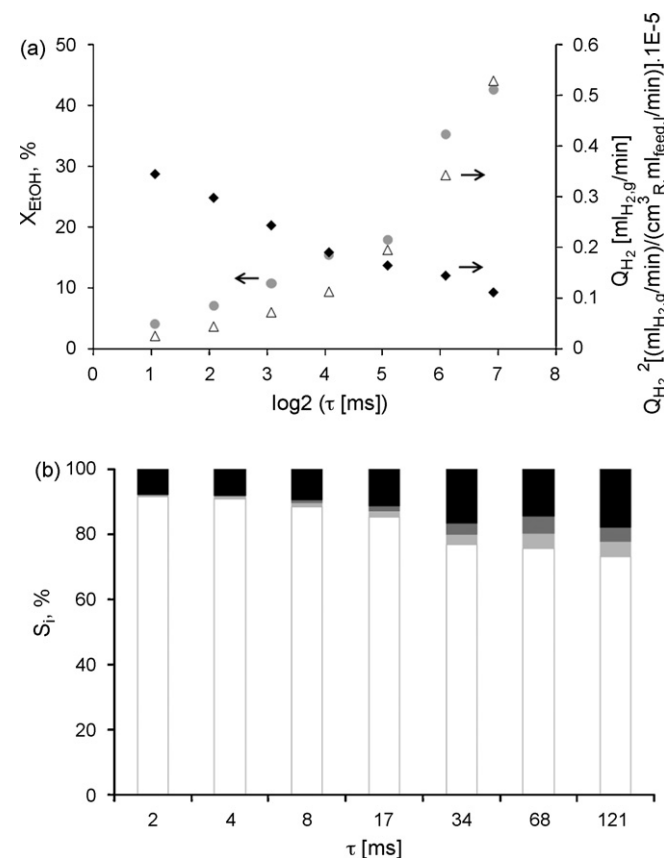 (a)
50
40
30
20
10
0
X_EtOH, %
0 1 2 3 4 5 6 7 8
log2 (τ [ms])
0.6
0.5
0.4
0.3
0.2
0.1
0
Q_H2 [ml_H2,g/min]
Q_H2^2 [(ml_H2,g/min)/(cm^3_R. ml_feed,l/min)].1E-5
(b)
100
80
60
40
20
0
S_i, %
2 4 8 17 34 68 121
τ [ms]